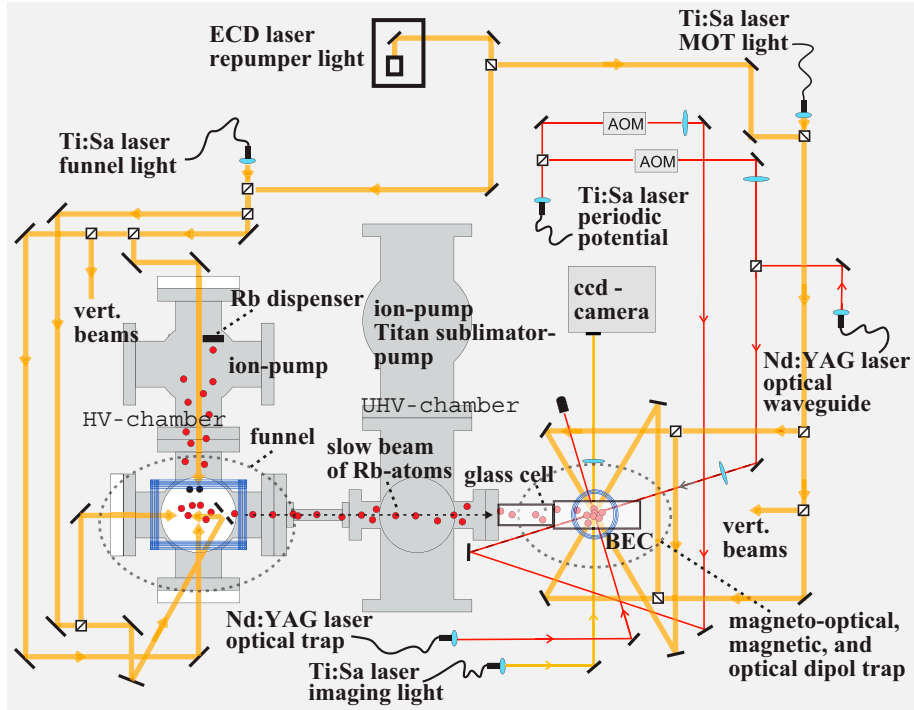 ECD laser
repumper light
Ti:Sa laser
MOT light
Ti:Sa laser
funnel light
AOM
AOM
Ti:Sa laser
periodic
potential
vert.
beams
Rb dispenser
ion-pump
ion-pump
Titan sublimator-
pump
ccd -
camera
Nd:YAG laser
optical
waveguide
HV-chamber
UHV-chamber
funnel
slow beam
of Rb-atoms
glass cell
BEC
vert.
beams
Nd:YAG laser
optical trap
Ti:Sa laser
imaging light
magneto-optical,
magnetic, and
optical dipol trap